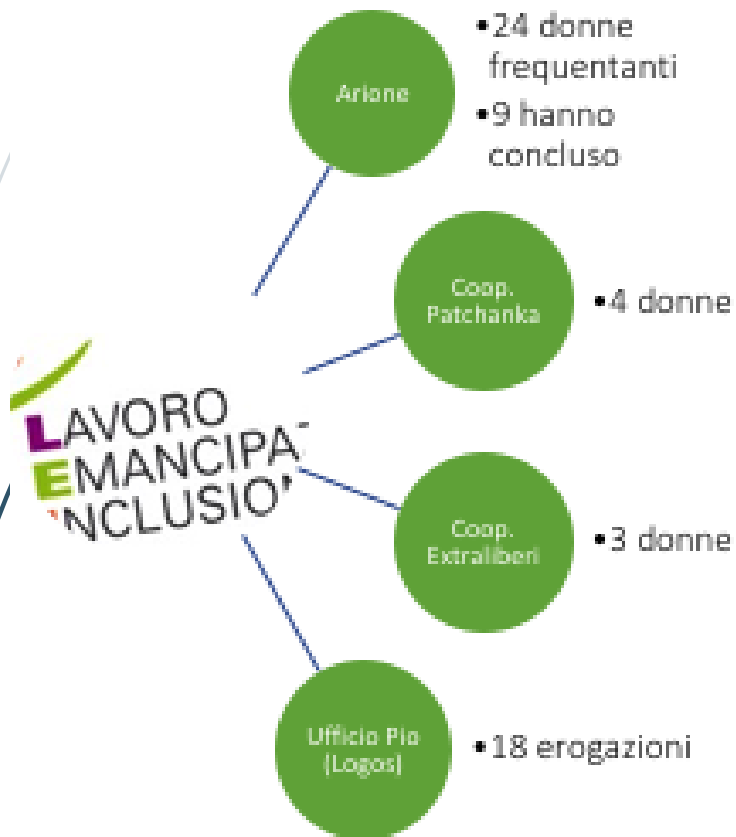 Arione
•24 donne
frequentanti
•9 hanno
concluso
Coop.
Patchanka
•4 donne
LAVORO
EMANCIPA
INCLUSIO
Coop.
Extraliberi
•3 donne
Ufficio Pio
(Logos)
•18 erogazioni